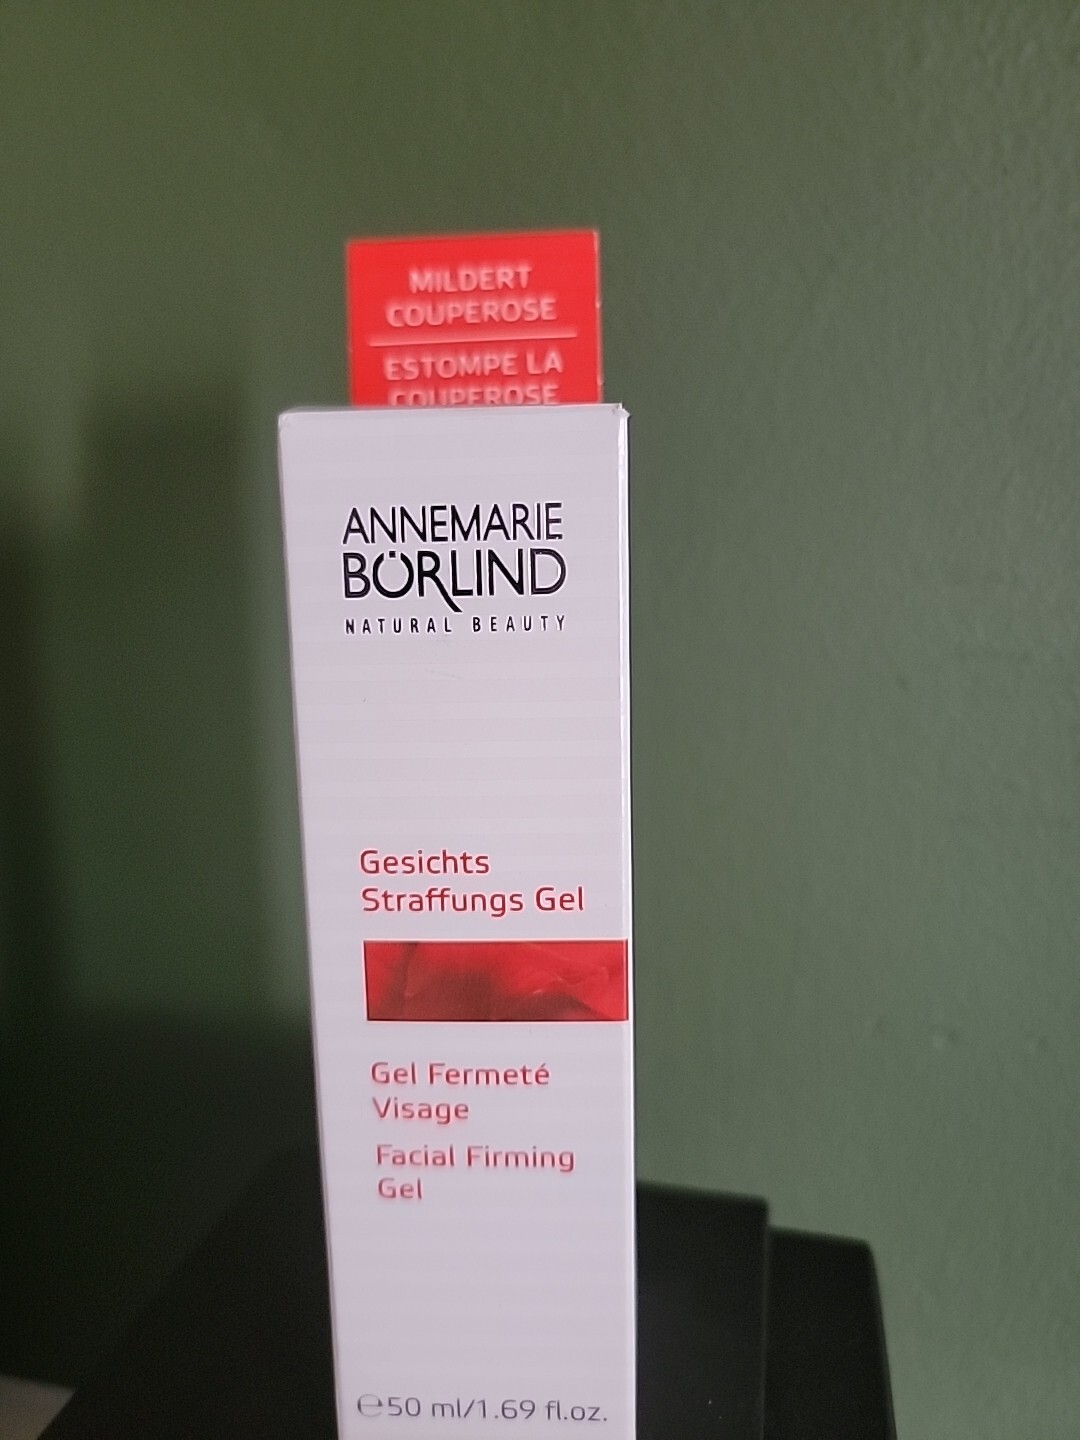 MILDERT
COUPEROSE
ESTOMPE LA
COUPEROSE
ANNEMARIE
BÖRLIND
NATURAL BEAUTY
Gesichts
Straffungs Gel
Gel Fermeté
Visage
Facial Firming
Gel
℮50 ml/1.69 fl.oz.